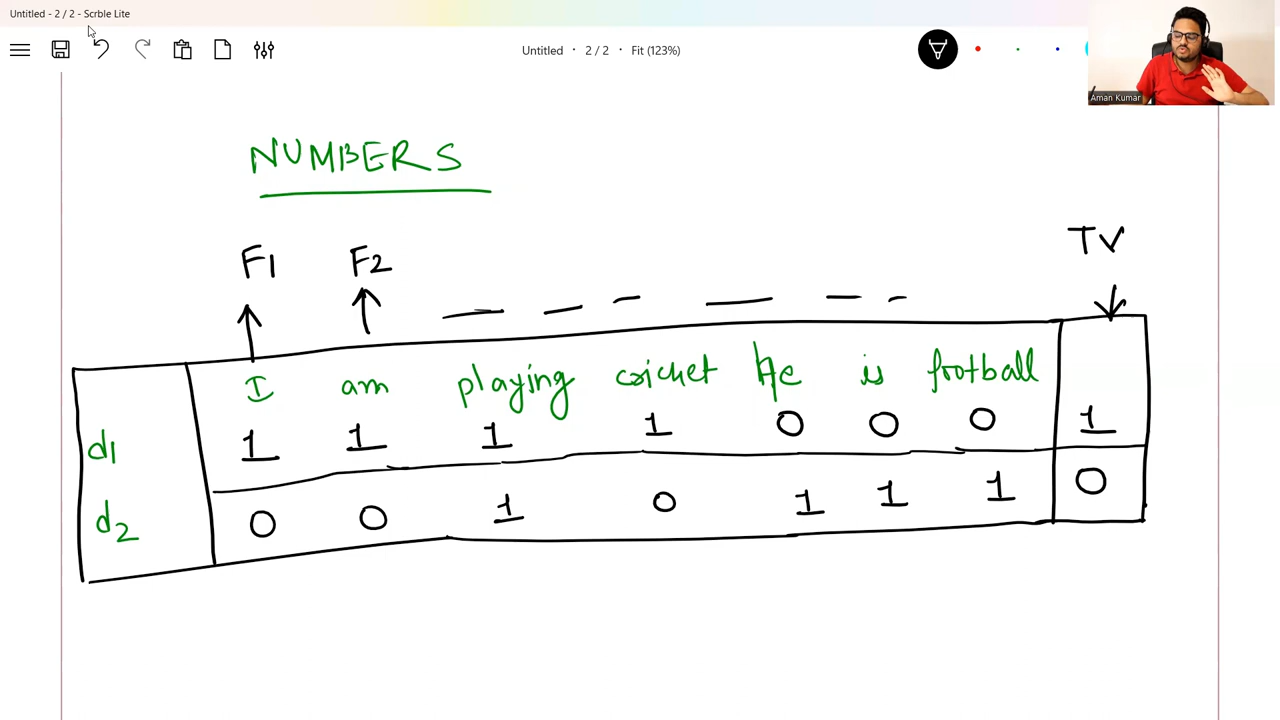 Untitled - 2 / 2 - Scrble Lite
Untitled • 2 / 2 • Fit (123%)
Aman Kumar
NUMBERS
F1 F2 TV
I am playing cricket He is football
d1 1 1 1 1 0 0 0 1
d2 0 0 1 0 1 1 1 0